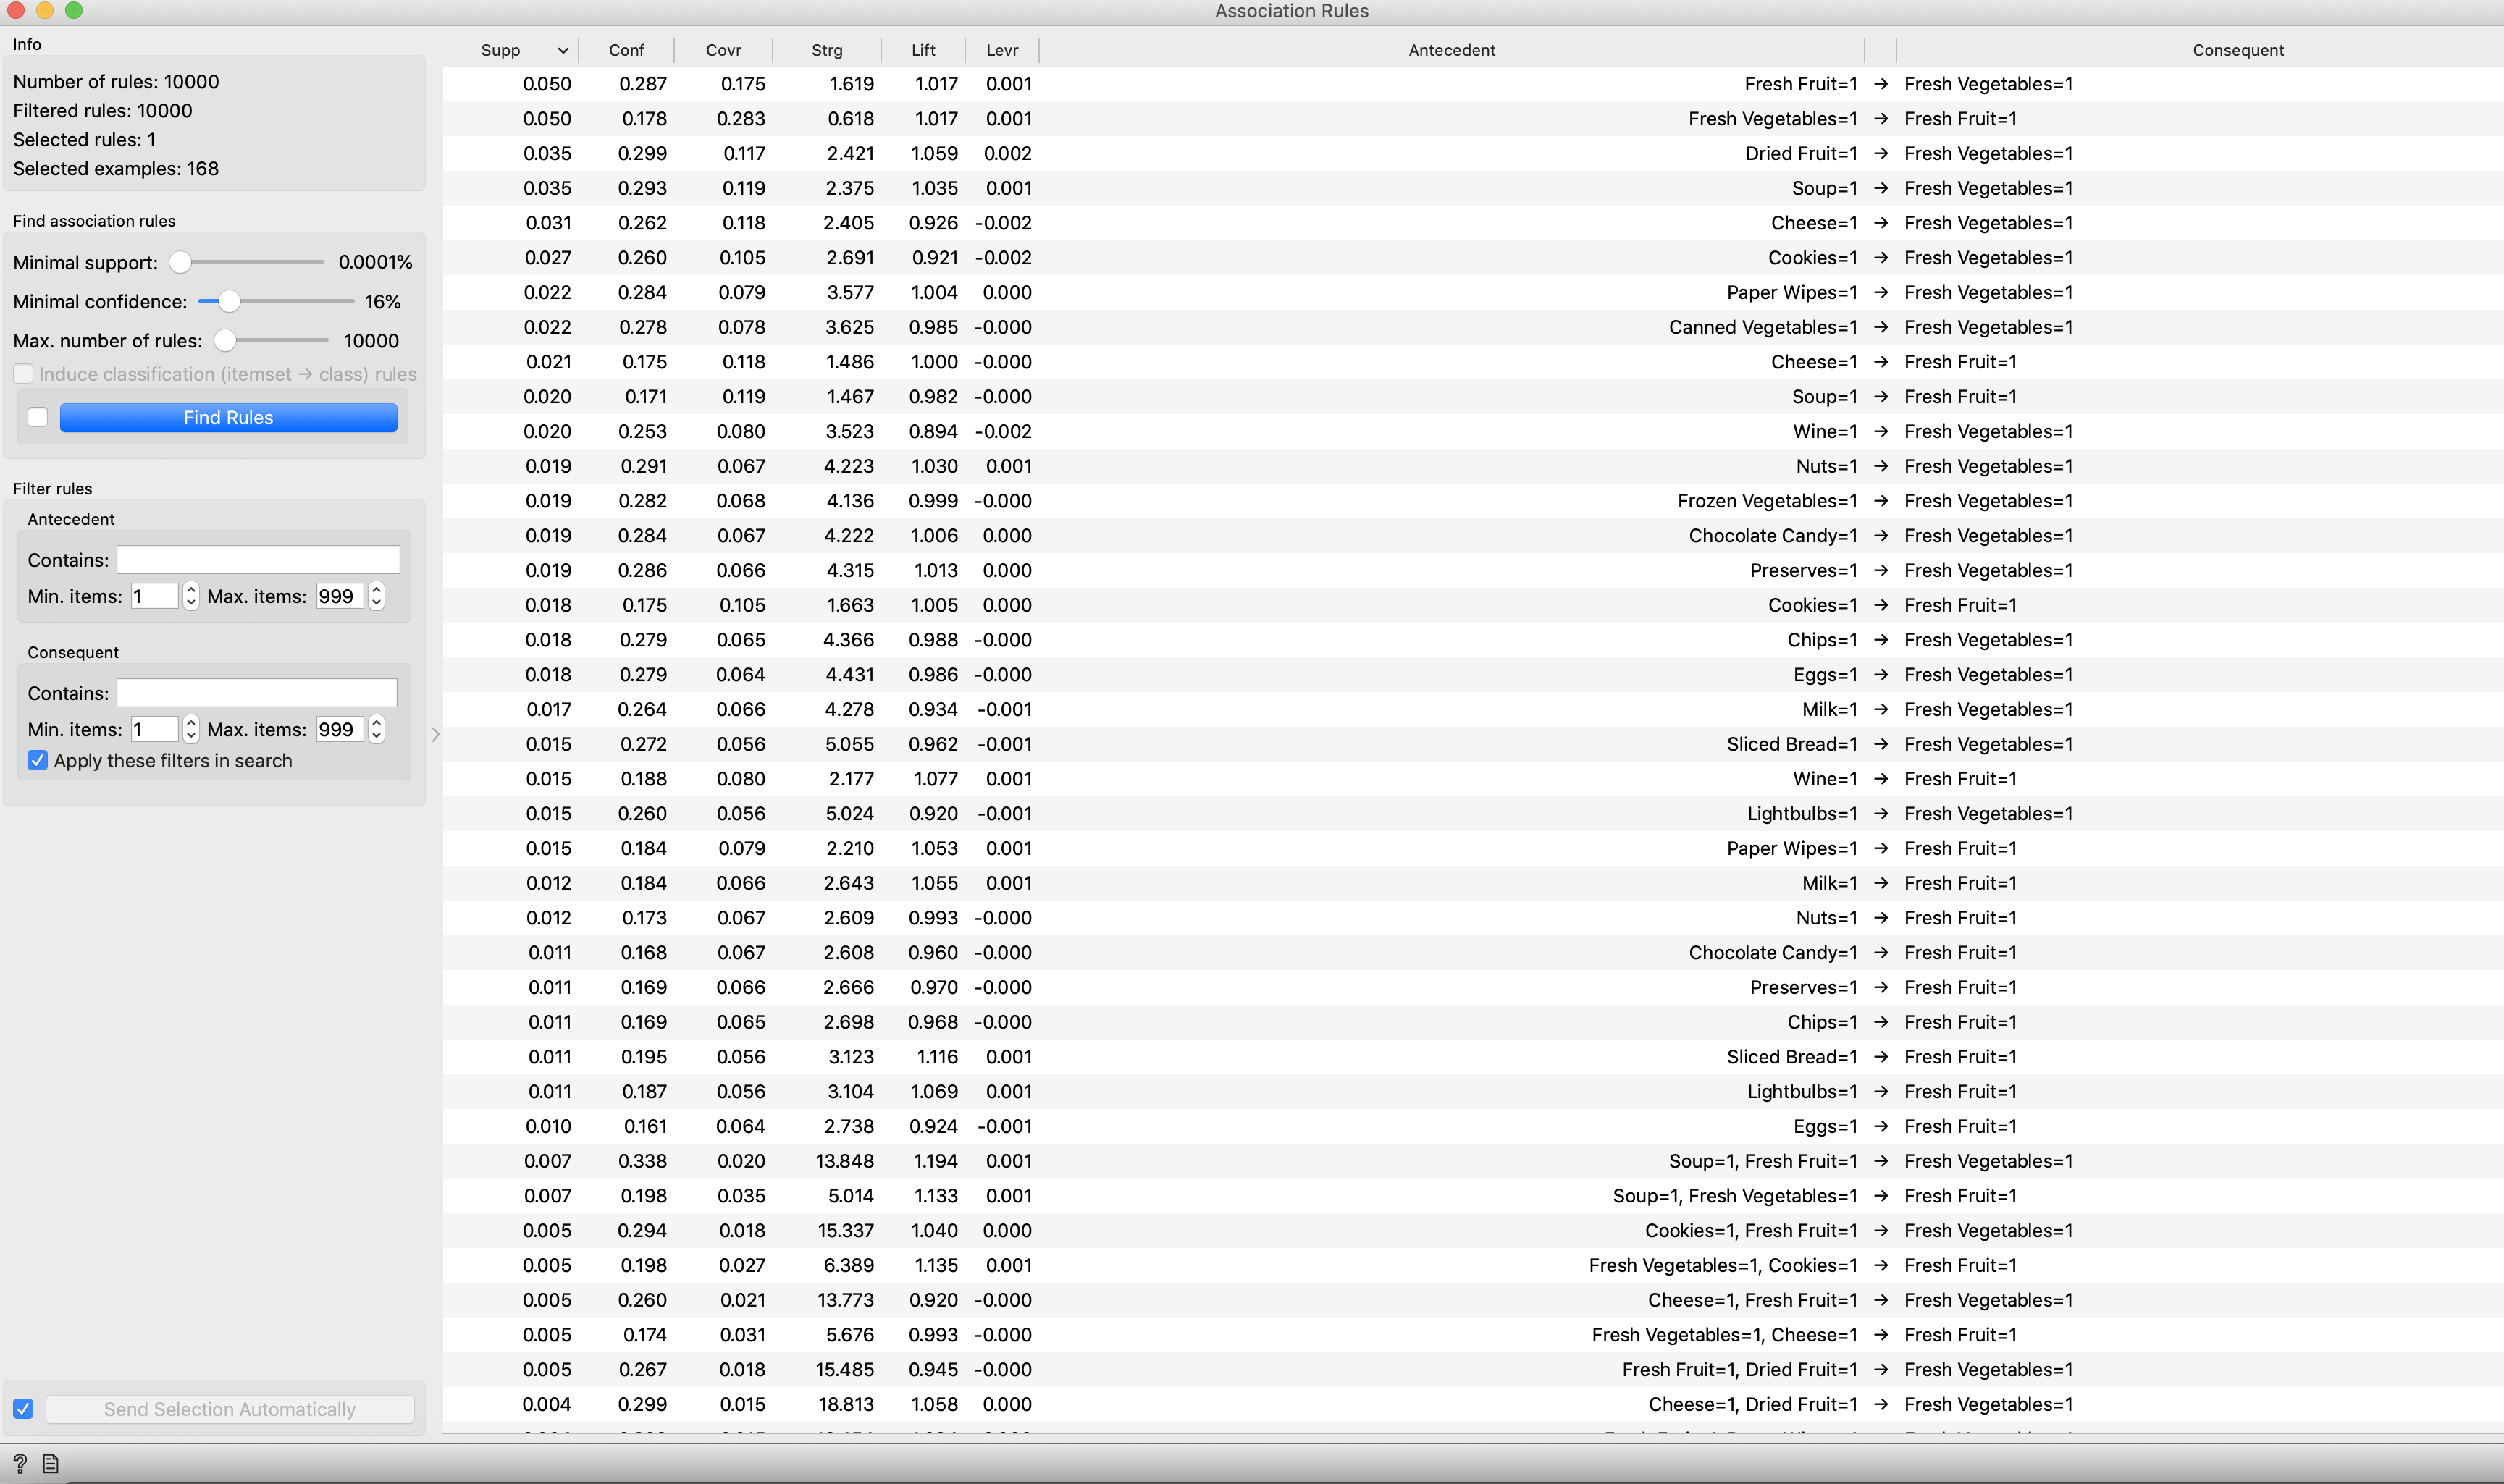 Association Rules
Info
Number of rules: 10000
Filtered rules: 10000
Selected rules: 1
Selected examples: 168
Find association rules
Minimal support: 0.0001%
Minimal confidence: 16%
Max. number of rules: 10000
Induce classification (itemset → class) rules
Find Rules
Filter rules
Antecedent
Contains:
Min. items: 1 Max. items: 999
Consequent
Contains:
Min. items: 1 Max. items: 999
Apply these filters in search
Send Selection Automatically
Supp Conf Covr Strg Lift Levr Antecedent Consequent
0.050 0.287 0.175 1.619 1.017 0.001 Fresh Fruit=1 → Fresh Vegetables=1
0.050 0.178 0.283 0.618 1.017 0.001 Fresh Vegetables=1 → Fresh Fruit=1
0.035 0.299 0.117 2.421 1.059 0.002 Dried Fruit=1 → Fresh Vegetables=1
0.035 0.293 0.119 2.375 1.035 0.001 Soup=1 → Fresh Vegetables=1
0.031 0.262 0.118 2.405 0.926 -0.002 Cheese=1 → Fresh Vegetables=1
0.027 0.260 0.105 2.691 0.921 -0.002 Cookies=1 → Fresh Vegetables=1
0.022 0.284 0.079 3.577 1.004 0.000 Paper Wipes=1 → Fresh Vegetables=1
0.022 0.278 0.078 3.625 0.985 -0.000 Canned Vegetables=1 → Fresh Vegetables=1
0.021 0.175 0.118 1.486 1.000 -0.000 Cheese=1 → Fresh Fruit=1
0.020 0.171 0.119 1.467 0.982 -0.000 Soup=1 → Fresh Fruit=1
0.020 0.253 0.080 3.523 0.894 -0.002 Wine=1 → Fresh Vegetables=1
0.019 0.291 0.067 4.223 1.030 0.001 Nuts=1 → Fresh Vegetables=1
0.019 0.282 0.068 4.136 0.999 -0.000 Frozen Vegetables=1 → Fresh Vegetables=1
0.019 0.284 0.067 4.222 1.006 0.000 Chocolate Candy=1 → Fresh Vegetables=1
0.019 0.286 0.066 4.315 1.013 0.000 Preserves=1 → Fresh Vegetables=1
0.018 0.175 0.105 1.663 1.005 0.000 Cookies=1 → Fresh Fruit=1
0.018 0.279 0.065 4.366 0.988 -0.000 Chips=1 → Fresh Vegetables=1
0.018 0.279 0.064 4.431 0.986 -0.000 Eggs=1 → Fresh Vegetables=1
0.017 0.264 0.066 4.278 0.934 -0.001 Milk=1 → Fresh Vegetables=1
0.015 0.272 0.056 5.055 0.962 -0.001 Sliced Bread=1 → Fresh Vegetables=1
0.015 0.188 0.080 2.177 1.077 0.001 Wine=1 → Fresh Fruit=1
0.015 0.260 0.056 5.024 0.920 -0.001 Lightbulbs=1 → Fresh Vegetables=1
0.015 0.184 0.079 2.210 1.053 0.001 Paper Wipes=1 → Fresh Fruit=1
0.012 0.184 0.066 2.643 1.055 0.001 Milk=1 → Fresh Fruit=1
0.012 0.173 0.067 2.609 0.993 -0.000 Nuts=1 → Fresh Fruit=1
0.011 0.168 0.067 2.608 0.960 -0.000 Chocolate Candy=1 → Fresh Fruit=1
0.011 0.169 0.066 2.666 0.970 -0.000 Preserves=1 → Fresh Fruit=1
0.011 0.169 0.065 2.698 0.968 -0.000 Chips=1 → Fresh Fruit=1
0.011 0.195 0.056 3.123 1.116 0.001 Sliced Bread=1 → Fresh Fruit=1
0.011 0.187 0.056 3.104 1.069 0.001 Lightbulbs=1 → Fresh Fruit=1
0.010 0.161 0.064 2.738 0.924 -0.001 Eggs=1 → Fresh Fruit=1
0.007 0.338 0.020 13.848 1.194 0.001 Soup=1, Fresh Fruit=1 → Fresh Vegetables=1
0.007 0.198 0.035 5.014 1.133 0.001 Soup=1, Fresh Vegetables=1 → Fresh Fruit=1
0.005 0.294 0.018 15.337 1.040 0.000 Cookies=1, Fresh Fruit=1 → Fresh Vegetables=1
0.005 0.198 0.027 6.389 1.135 0.001 Fresh Vegetables=1, Cookies=1 → Fresh Fruit=1
0.005 0.260 0.021 13.773 0.920 -0.000 Cheese=1, Fresh Fruit=1 → Fresh Vegetables=1
0.005 0.174 0.031 5.676 0.993 -0.000 Fresh Vegetables=1, Cheese=1 → Fresh Fruit=1
0.005 0.267 0.018 15.485 0.945 -0.000 Fresh Fruit=1, Dried Fruit=1 → Fresh Vegetables=1
0.004 0.299 0.015 18.813 1.058 0.000 Cheese=1, Dried Fruit=1 → Fresh Vegetables=1